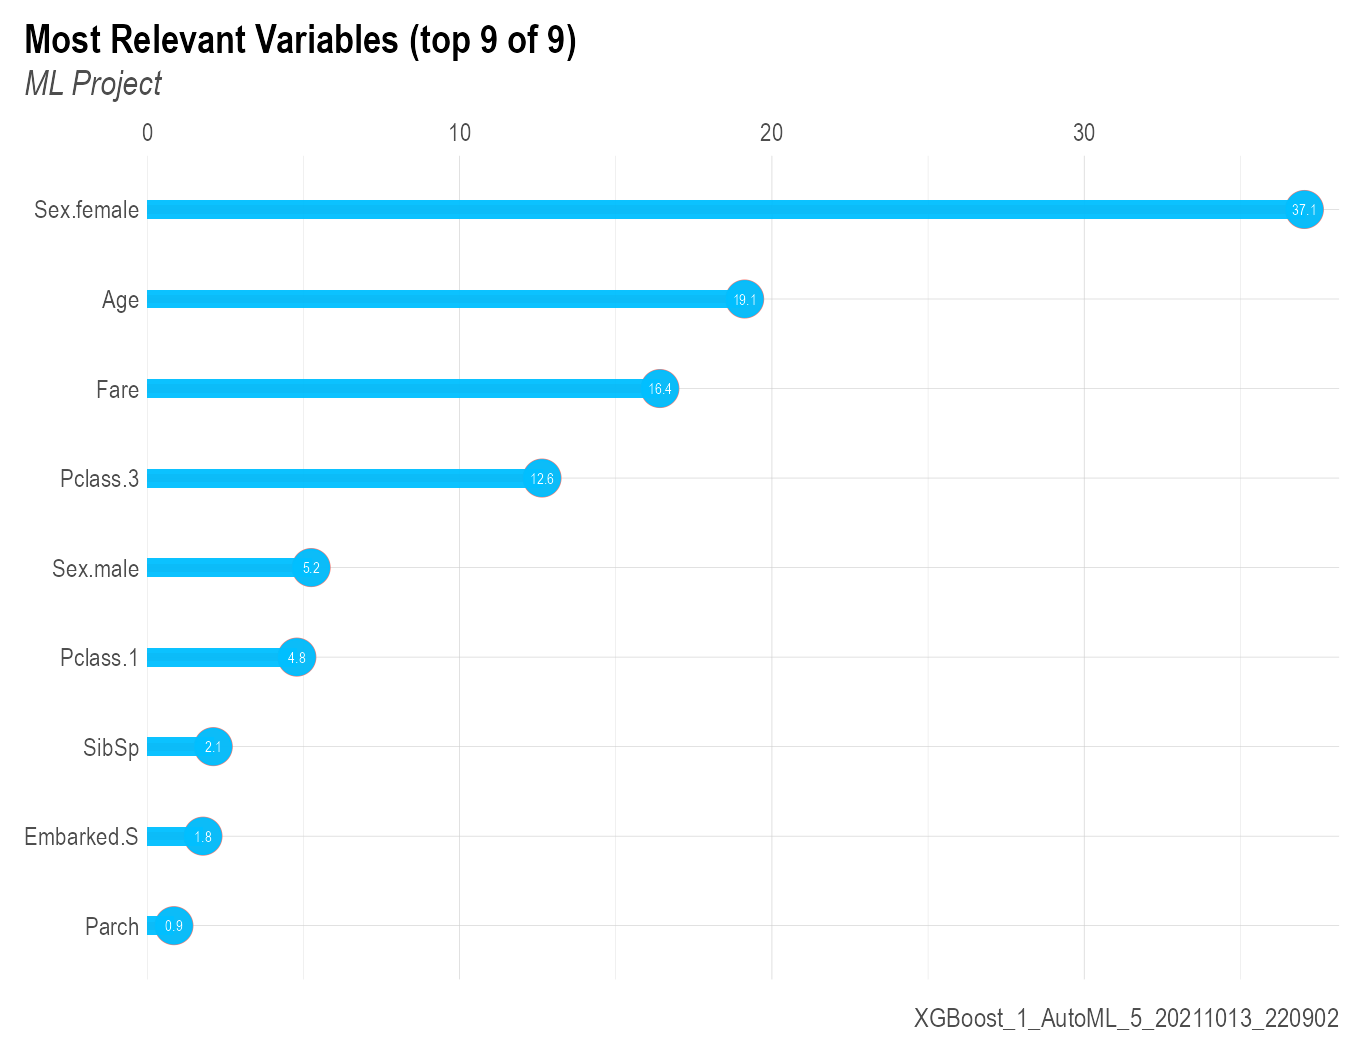 Most Relevant Variables (top 9 of 9)
ML Project
0 10 20 30
Sex.female 37.1
Age 19.1
Fare 16.4
Pclass.3 12.6
Sex.male 5.2
Pclass.1 4.8
SibSp 2.1
Embarked.S 1.8
Parch 0.9
XGBoost_1_AutoML_5_20211013_220902